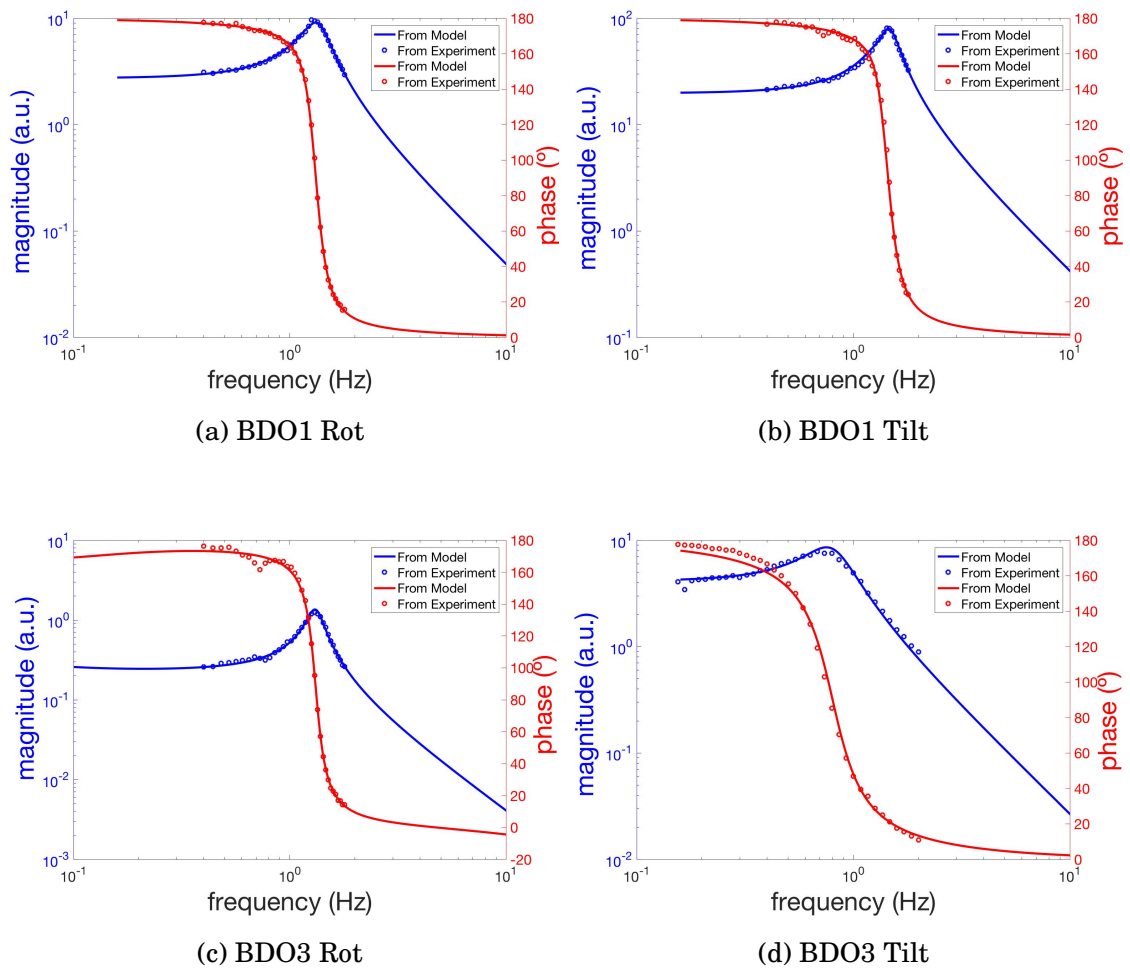 10^1
10^0
10^-1
10^-2
magnitude (a.u.)
From Model
From Experiment
From Model
From Experiment
180
160
140
120
100
80
60
40
20
0
phase (º)
10^-1
10^0
10^1
frequency (Hz)
(a) BDO1 Rot
10^2
10^1
10^0
10^-1
magnitude (a.u.)
From Model
From Experiment
From Model
From Experiment
180
160
140
120
100
80
60
40
20
0
phase (º)
10^-1
10^0
10^1
frequency (Hz)
(b) BDO1 Tilt
10^1
10^0
10^-1
10^-2
10^-3
magnitude (a.u.)
From Model
From Experiment
From Model
From Experiment
180
160
140
120
100
80
60
40
20
0
-20
phase (º)
10^-1
10^0
10^1
frequency (Hz)
(c) BDO3 Rot
10^1
10^0
10^-1
10^-2
magnitude (a.u.)
From Model
From Experiment
From Model
From Experiment
180
160
140
120
100
80
60
40
20
0
phase (º)
10^-1
10^0
10^1
frequency (Hz)
(d) BDO3 Tilt